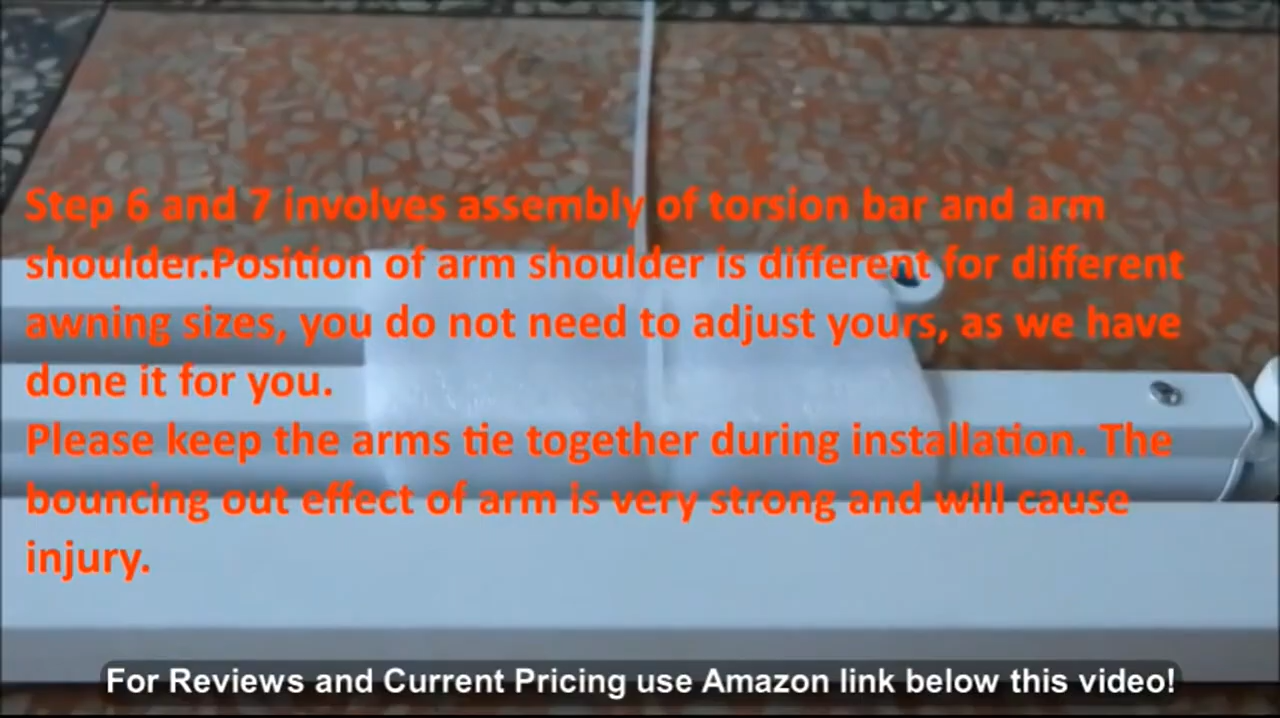 Step 6 and 7 involves assembly of torsion bar and arm
shoulder.Position of arm shoulder is different for different
awning sizes, you do not need to adjust yours, as we have
done it for you.
Please keep the arms tie together during installation. The
bouncing out effect of arm is very strong and will cause
injury.
For Reviews and Current Pricing use Amazon link below this video!